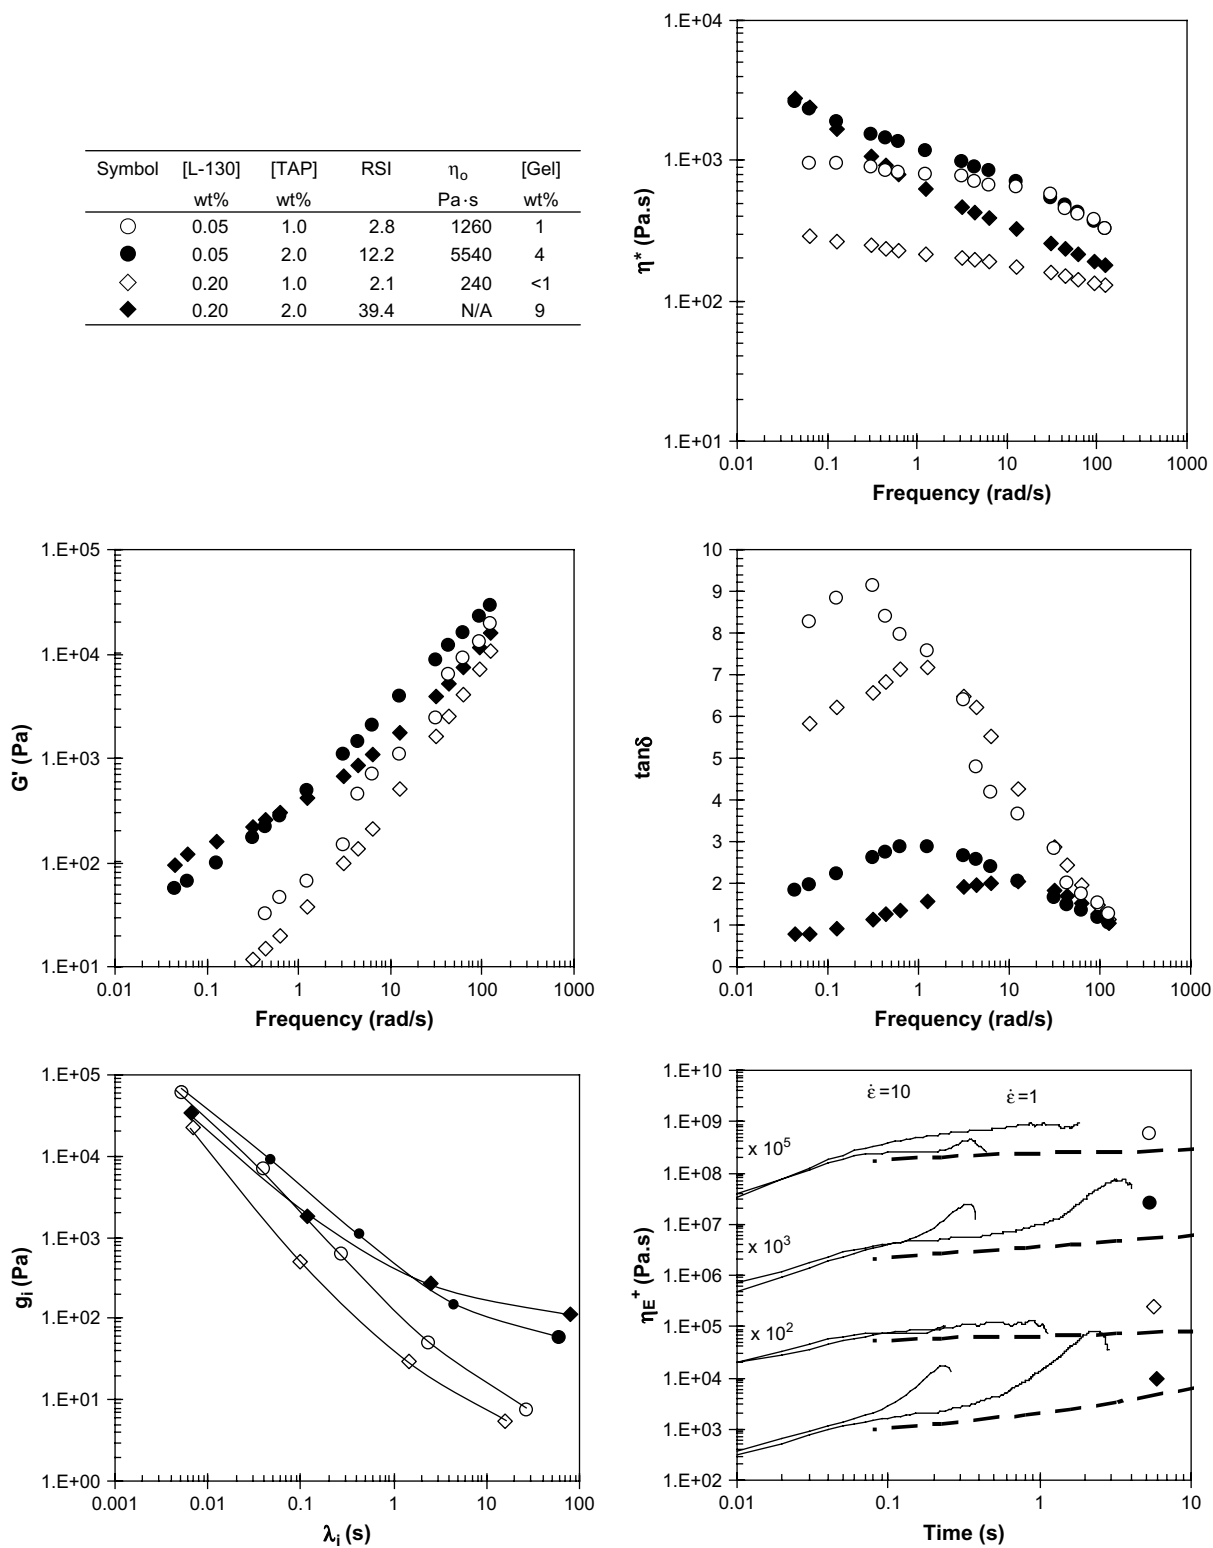 Symbol [L-130] [TAP] RSI ηo [Gel]
wt% wt% Pa·s wt%
○ 0.05 1.0 2.8 1260 1
● 0.05 2.0 12.2 5540 4
◇ 0.20 1.0 2.1 240 <1
◆ 0.20 2.0 39.4 N/A 9
1.E+04
1.E+03
1.E+02
1.E+01
η* (Pa.s)
0.01 0.1 1 10 100 1000
Frequency (rad/s)
1.E+05
1.E+04
1.E+03
1.E+02
1.E+01
G' (Pa)
0.01 0.1 1 10 100 1000
Frequency (rad/s)
10
9
8
7
6
5
4
3
2
1
0
tanδ
0.01 0.1 1 10 100 1000
Frequency (rad/s)
1.E+05
1.E+04
1.E+03
1.E+02
1.E+01
1.E+00
gi (Pa)
0.001 0.01 0.1 1 10 100
λi (s)
1.E+10
1.E+09
1.E+08
1.E+07
1.E+06
1.E+05
1.E+04
1.E+03
1.E+02
ηE+ (Pa.s)
ε̇=10 ε̇=1
x 10^5
x 10^3
x 10^2
0.01 0.1 1 10
Time (s)